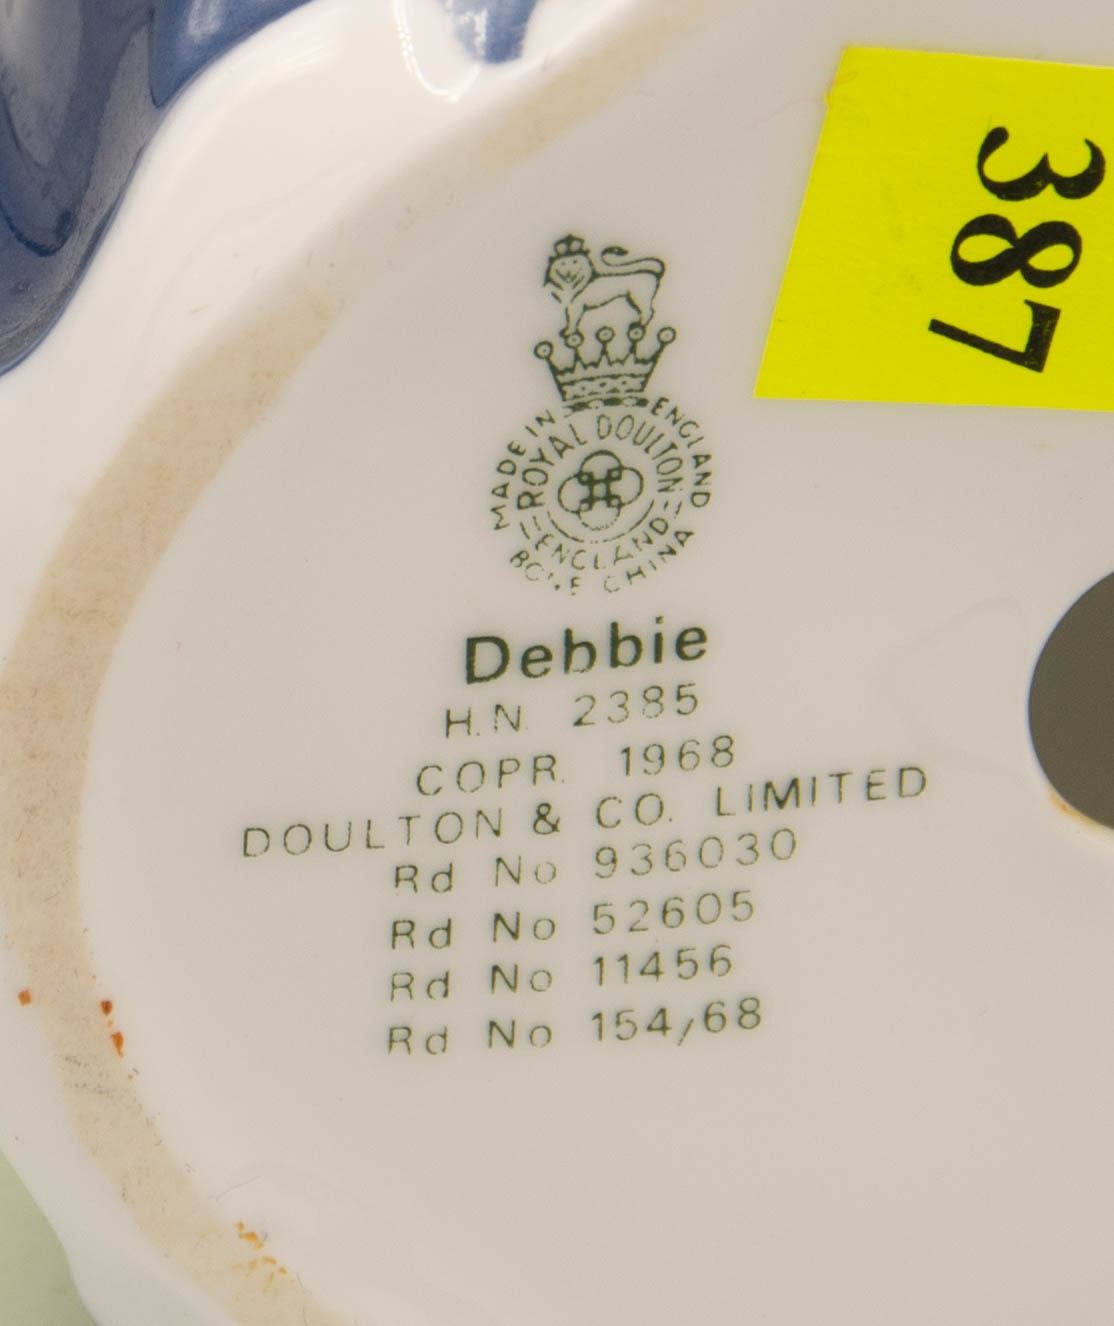 387
MADE IN ENGLAND
ROYAL DOULTON
ENGLAND
BONE CHINA
Debbie
H.N. 2385
COPR. 1968
DOULTON & CO. LIMITED
Rd No 936030
Rd No 52605
Rd No 11456
Rd No 154/68